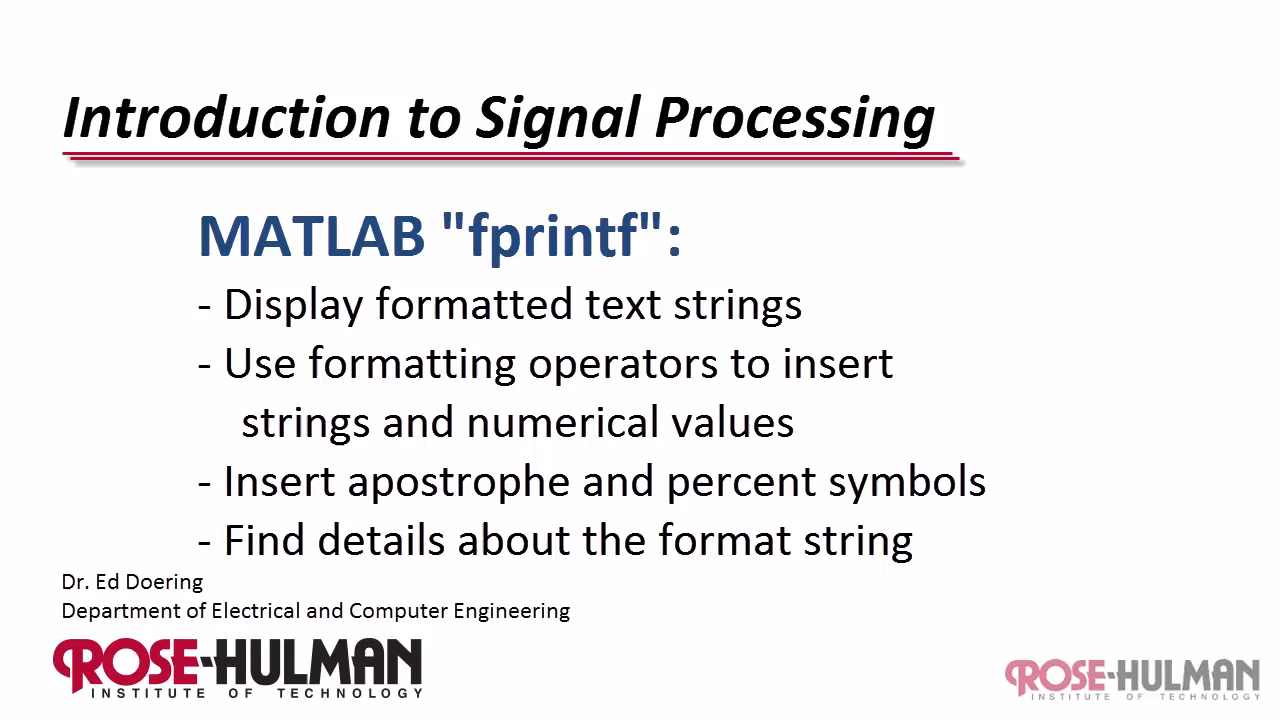 Introduction to Signal Processing
MATLAB "fprintf":
- Display formatted text strings
- Use formatting operators to insert
strings and numerical values
- Insert apostrophe and percent symbols
- Find details about the format string
Dr. Ed Doering
Department of Electrical and Computer Engineering
ROSE-HULMAN
INSTITUTE OF TECHNOLOGY
ROSE-HULMAN
INSTITUTE OF TECHNOLOGY